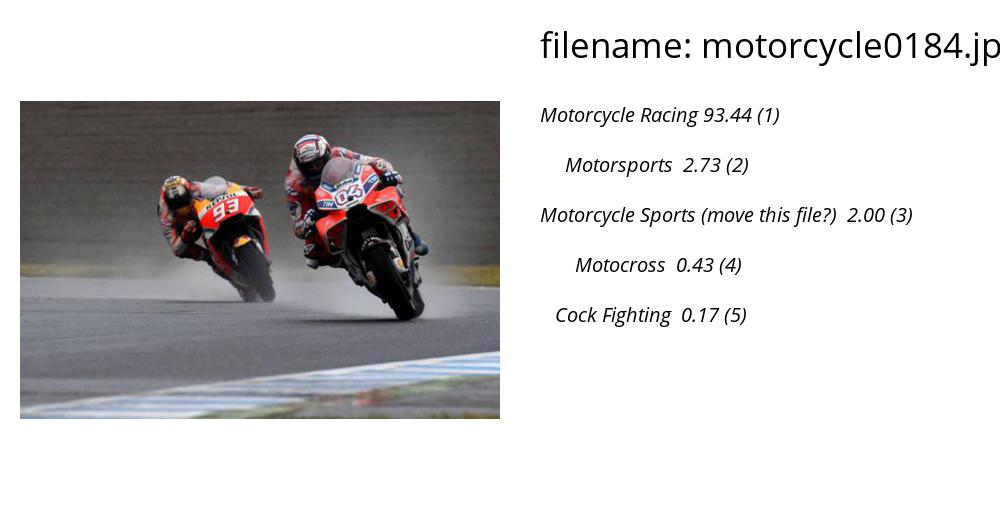 filename: motorcycle0184.jp
Motorcycle Racing 93.44 (1)
Motorsports 2.73 (2)
Motorcycle Sports (move this file?) 2.00 (3)
Motocross 0.43 (4)
Cock Fighting 0.17 (5)
93
04
TIM